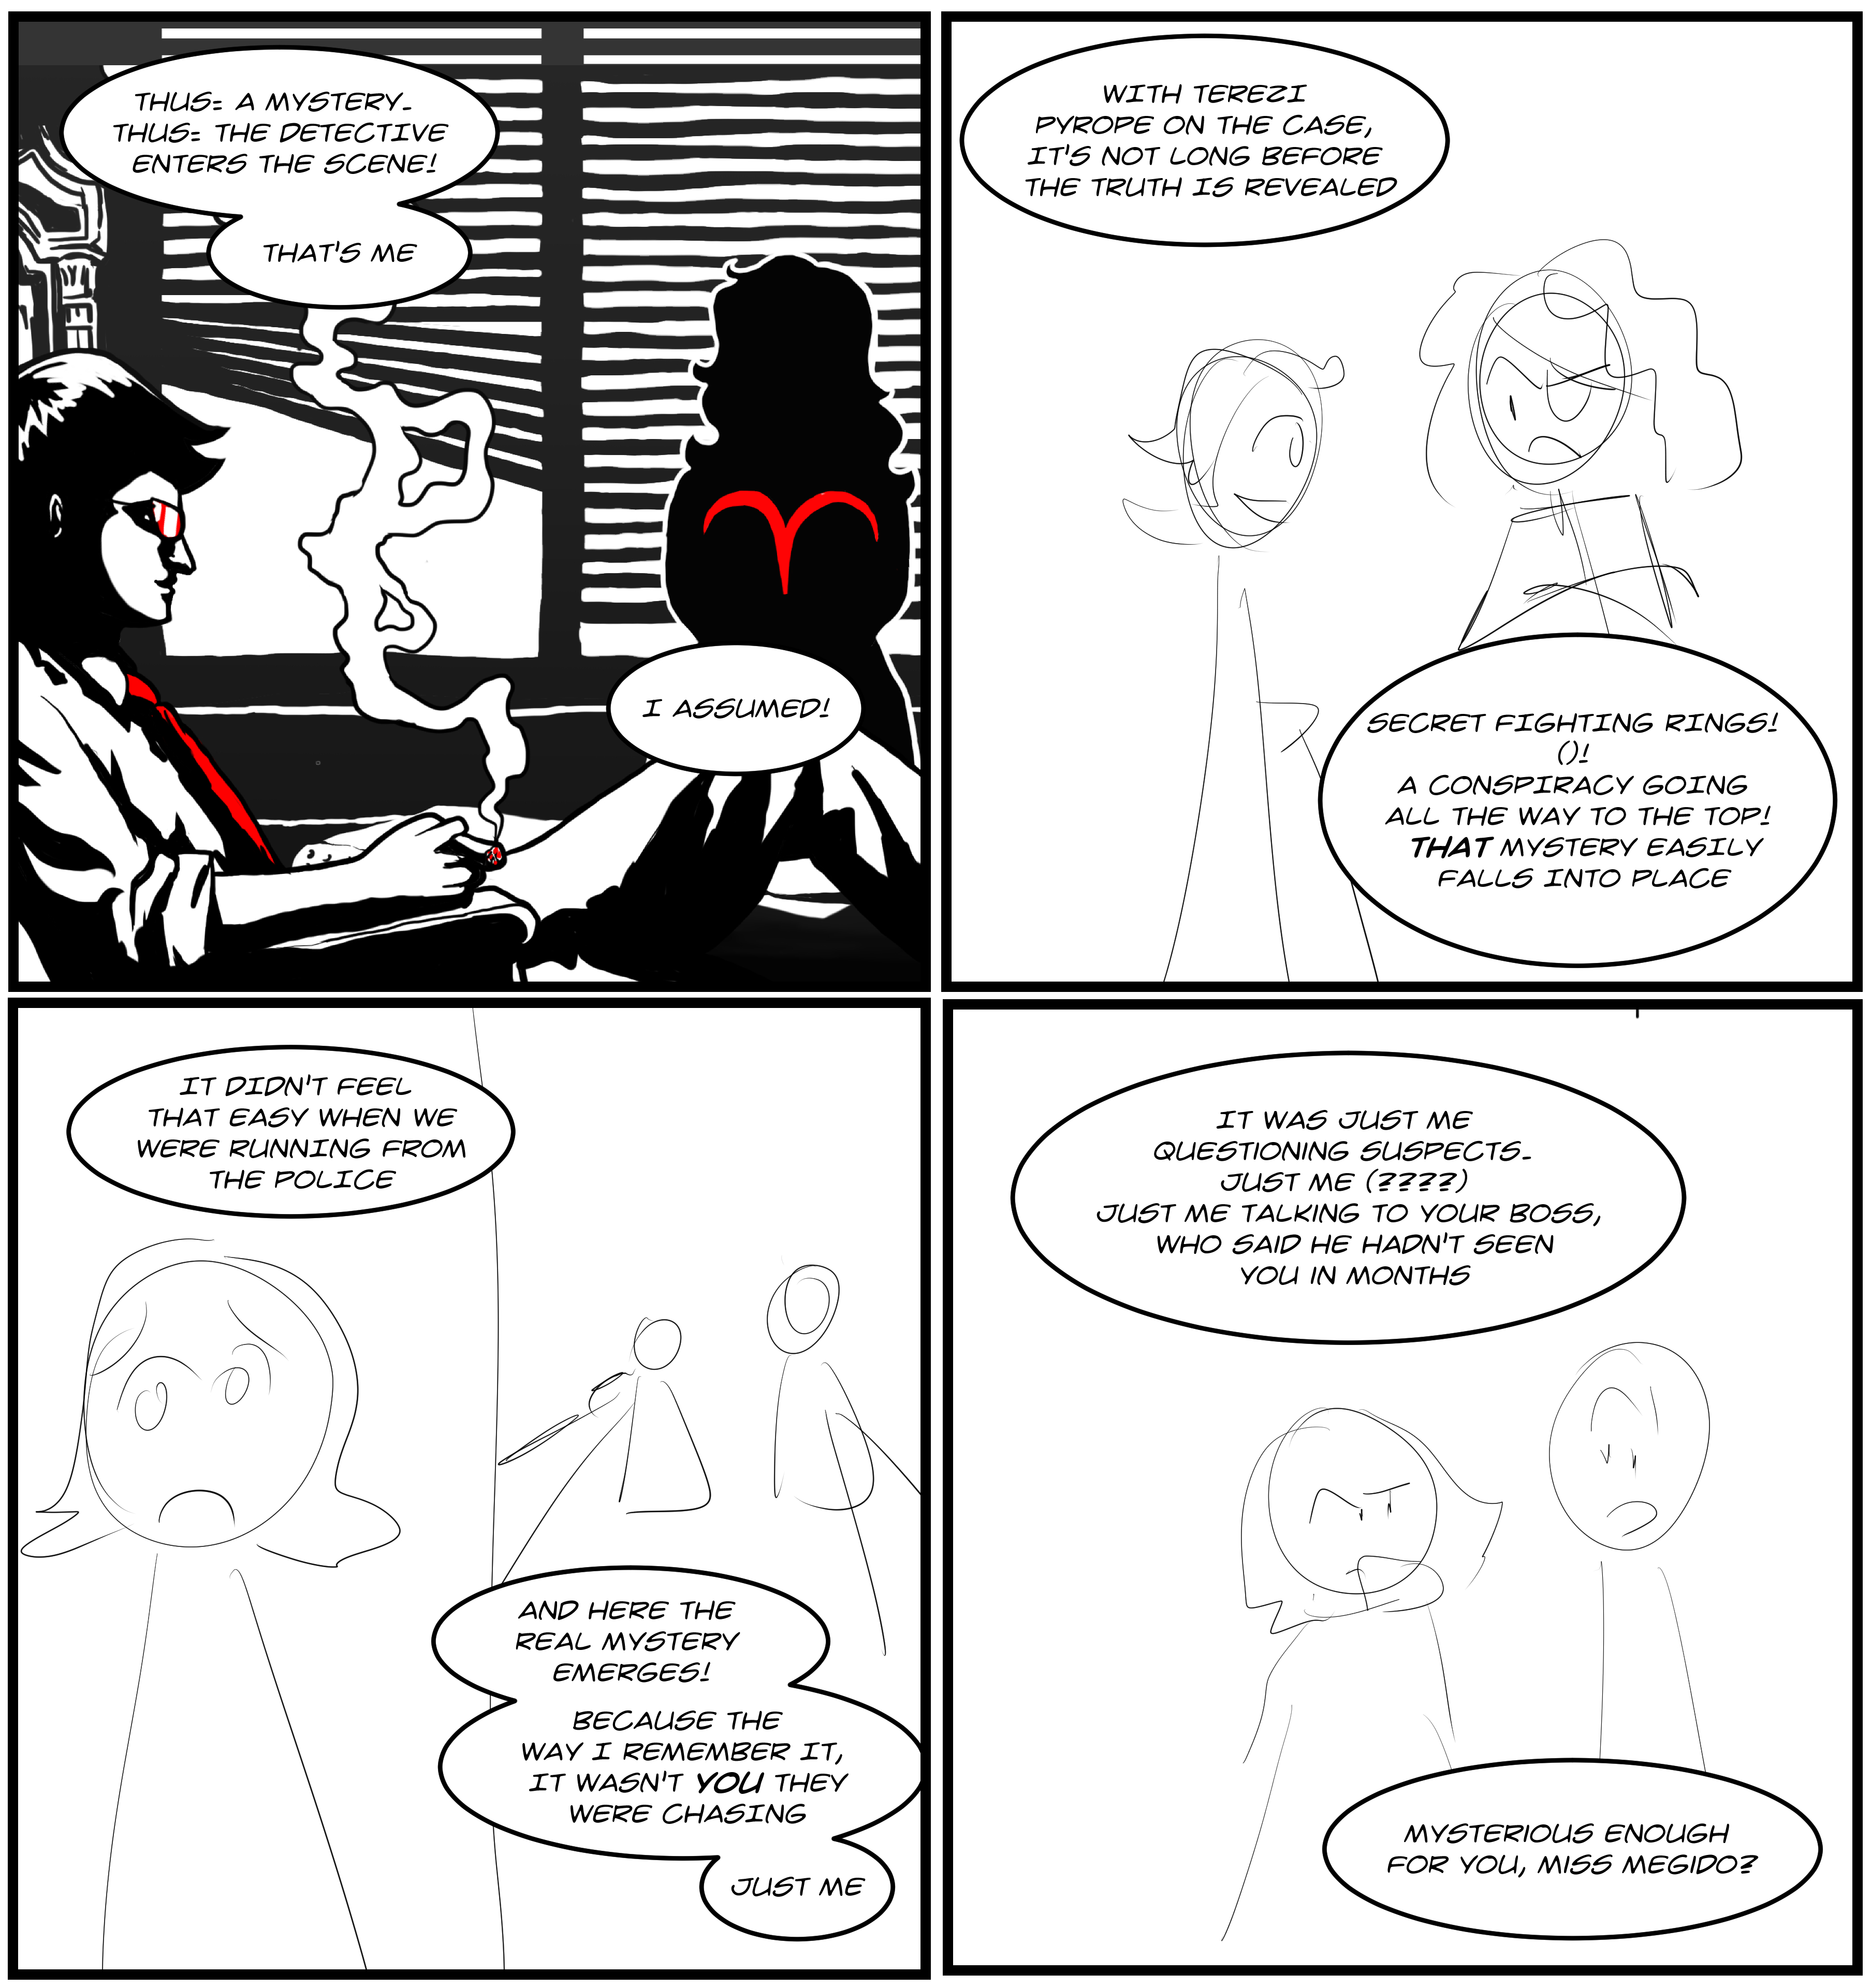 THUS= A MYSTERY-
THUS= THE DETECTIVE
ENTERS THE SCENE!
THAT'S ME
I ASSUMED!
WITH TEREZI
PYROPE ON THE CASE,
IT'S NOT LONG BEFORE
THE TRUTH IS REVEALED
SECRET FIGHTING RINGS!
()!
A CONSPIRACY GOING
ALL THE WAY TO THE TOP!
THAT MYSTERY EASILY
FALLS INTO PLACE
IT DIDN'T FEEL
THAT EASY WHEN WE
WERE RUNNING FROM
THE POLICE
AND HERE THE
REAL MYSTERY
EMERGES!
BECAUSE THE
WAY I REMEMBER IT,
IT WASN'T YOU THEY
WERE CHASING
JUST ME
IT WAS JUST ME
QUESTIONING SUSPECTS-
JUST ME (????)
JUST ME TALKING TO YOUR BOSS,
WHO SAID HE HADN'T SEEN
YOU IN MONTHS
MYSTERIOUS ENOUGH
FOR YOU, MISS MEGIDO?